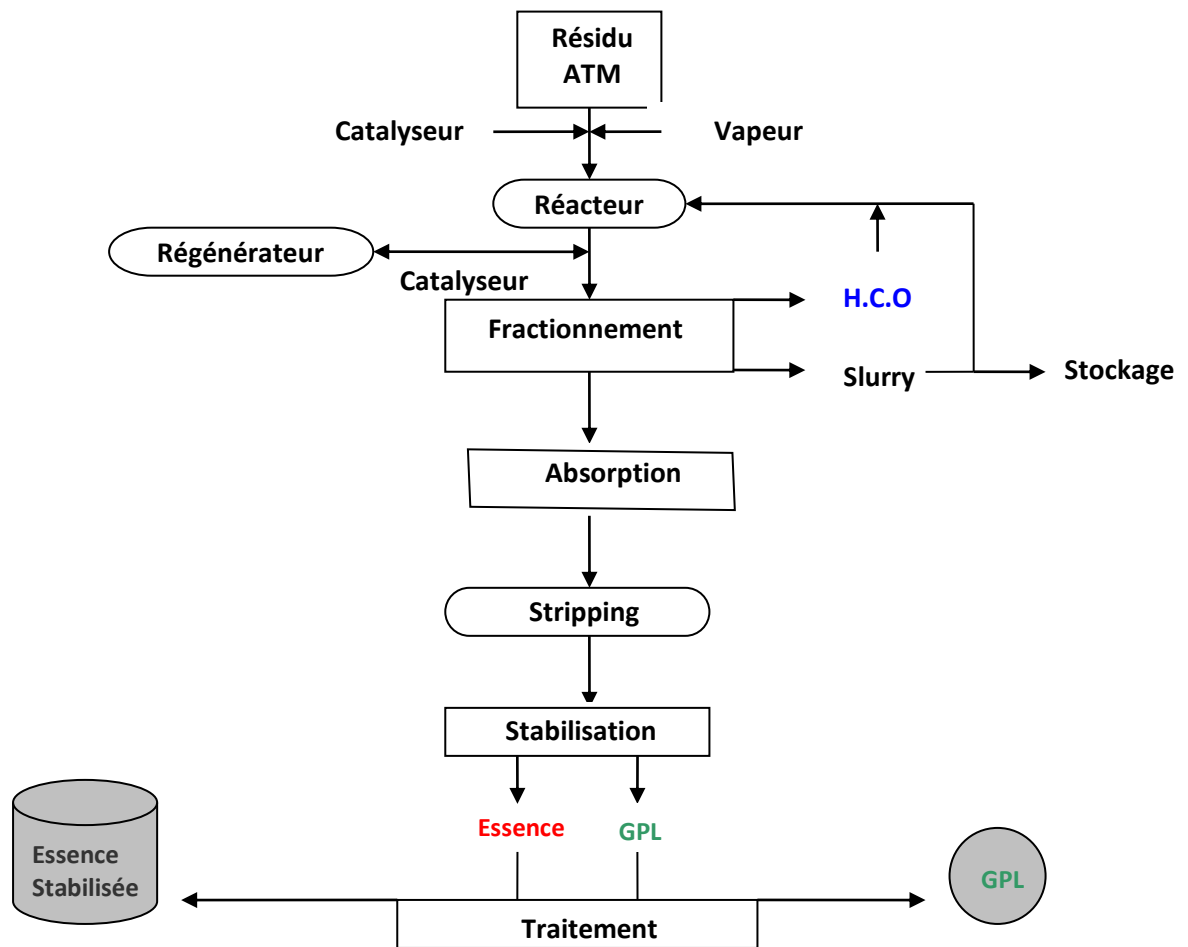 Résidu
ATM
Catalyseur
Vapeur
Réacteur
Régénérateur
Catalyseur
H.C.O
Fractionnement
Slurry
Stockage
Absorption
Stripping
Stabilisation
Essence
GPL
Essence
Stabilisée
GPL
Traitement